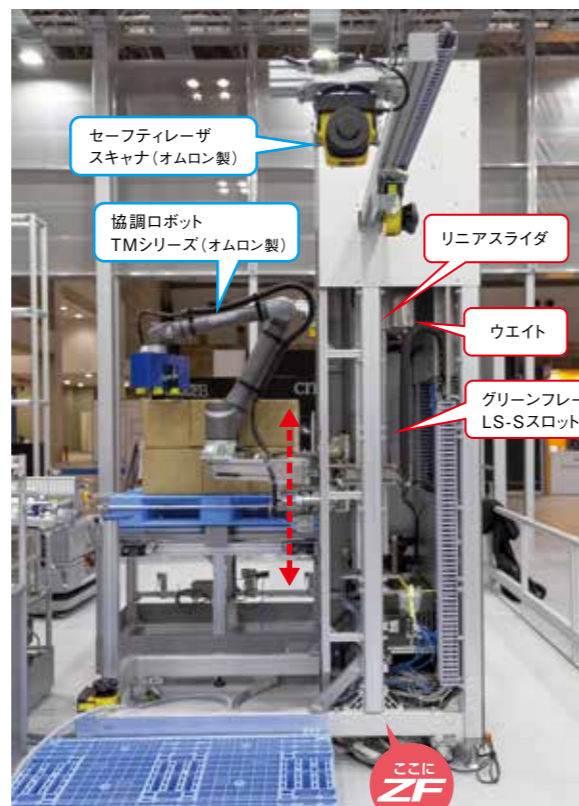 セーフティレーザ
スキャナ（オムロン製）
協調ロボット
TMシリーズ（オムロン製）
リニアスライダ
ウエイト
グリーンフレー
LS-Sスロット
ここに
ZF